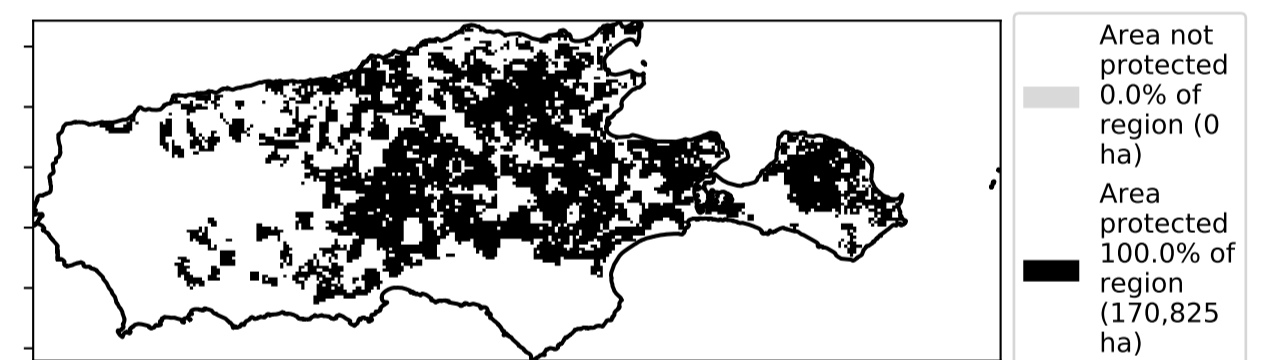 Area not
protected
0.0% of
region (0
ha)
Area
protected
100.0% of
region
(170,825
ha)